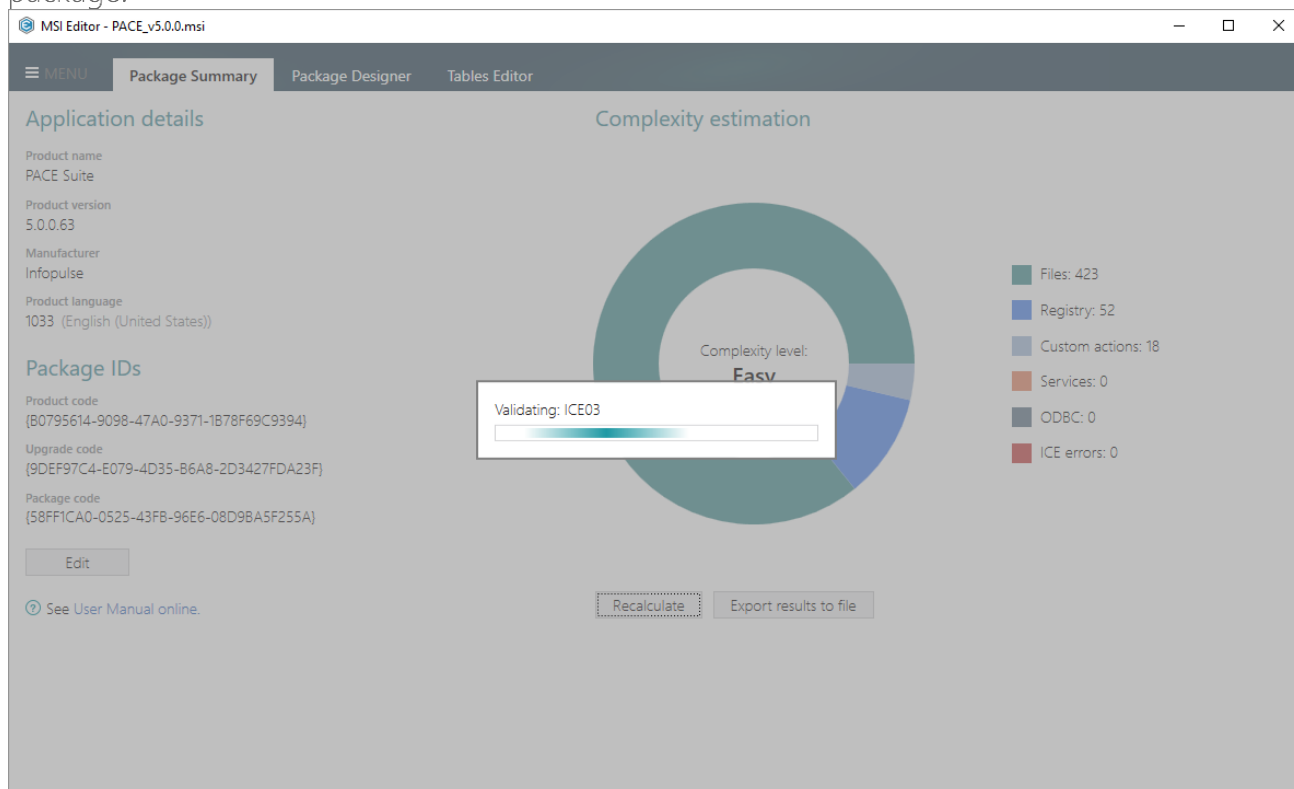 package.
MSI Editor - PACE_v5.0.0.msi
MENU
Package Summary
Package Designer
Tables Editor
Application details
Product name
PACE Suite
Product version
5.0.0.63
Manufacturer
Infopulse
Product language
1033 (English (United States))
Package IDs
Product code
{B0795614-9098-47A0-9371-1B78F69C9394}
Upgrade code
{9DEF97C4-E079-4D35-B6A8-2D3427FDA23F}
Package code
{58FF1CA0-0525-43FB-96E6-08D9BA5F255A}
Edit
See User Manual online.
Complexity estimation
Complexity level:
Easy
Files: 423
Registry: 52
Custom actions: 18
Services: 0
ODBC: 0
ICE errors: 0
Validating: ICE03
Recalculate
Export results to file